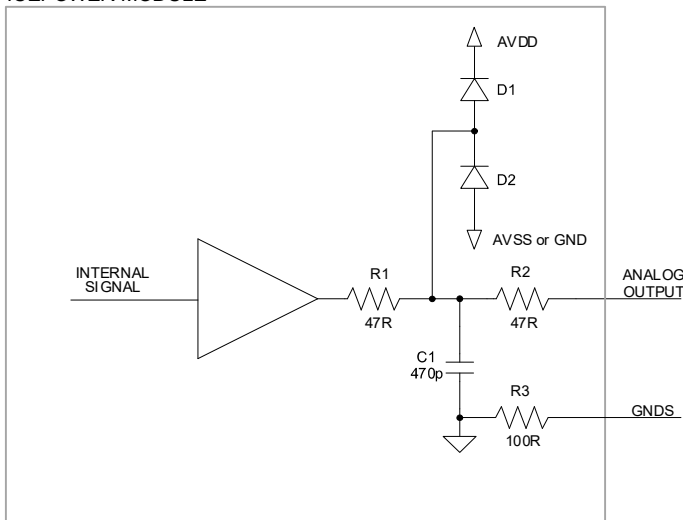 AVDD
D1
D2
AVSS or GND
INTERNAL
SIGNAL
R1
47R
R2
47R
ANALOG
OUTPUT
C1
470p
R3
100R
GNDS